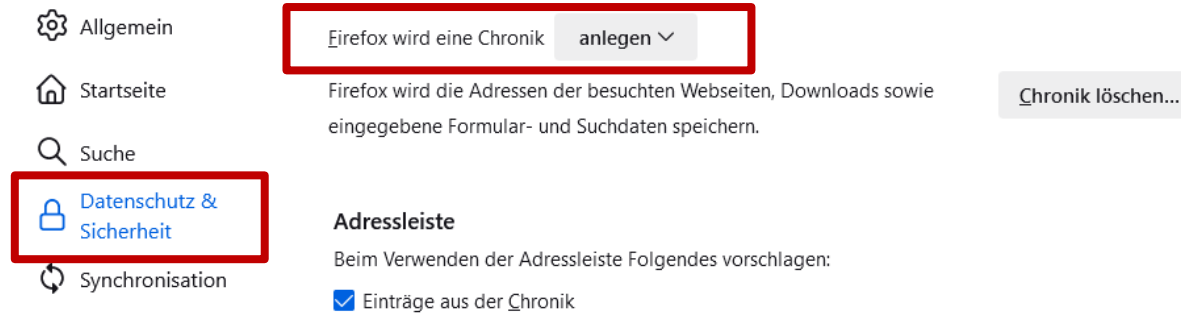 Allgemein
Startseite
Suche
Datenschutz &
Sicherheit
Synchronisation
Firefox wird eine Chronik anlegen
Firefox wird die Adressen der besuchten Webseiten, Downloads sowie
eingegebene Formular- und Suchdaten speichern.
Chronik löschen...
Adressleiste
Beim Verwenden der Adressleiste Folgendes vorschlagen:
Einträge aus der Chronik